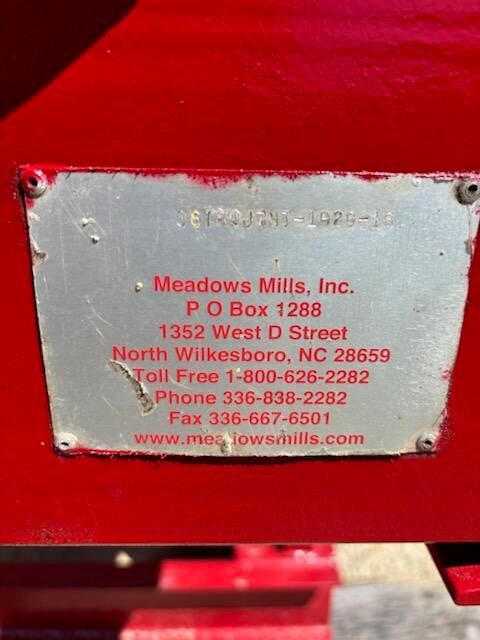 Meadows Mills, Inc.
P O Box 1288
1352 West D Street
North Wilkesboro, NC 28659
Toll Free 1-800-626-2282
Phone 336-838-2282
Fax 336-667-6501
www.meadowsmills.com